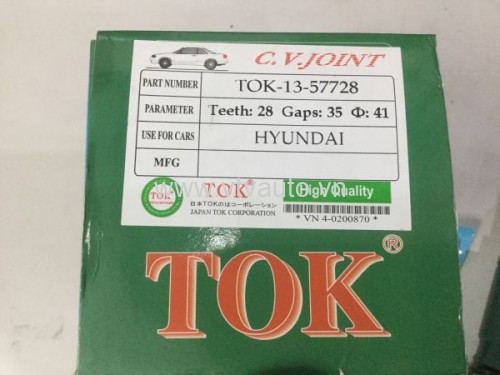 C.V.JOINT
PART NUMBER TOK-13-57728
PARAMETER Teeth: 28 Gaps: 35 Φ: 41
USE FOR CARS HYUNDAI
MFG
TOK TOK® High Quality
日本TOKのはコーポレーション
JAPAN TOK CORPORATION
* VN 4-0200870 *
TOK®